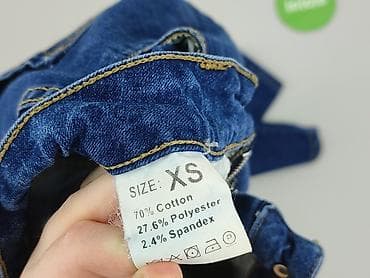 SIZE: XS
70% Cotton
27.6% Polyester
2.4% Spandex